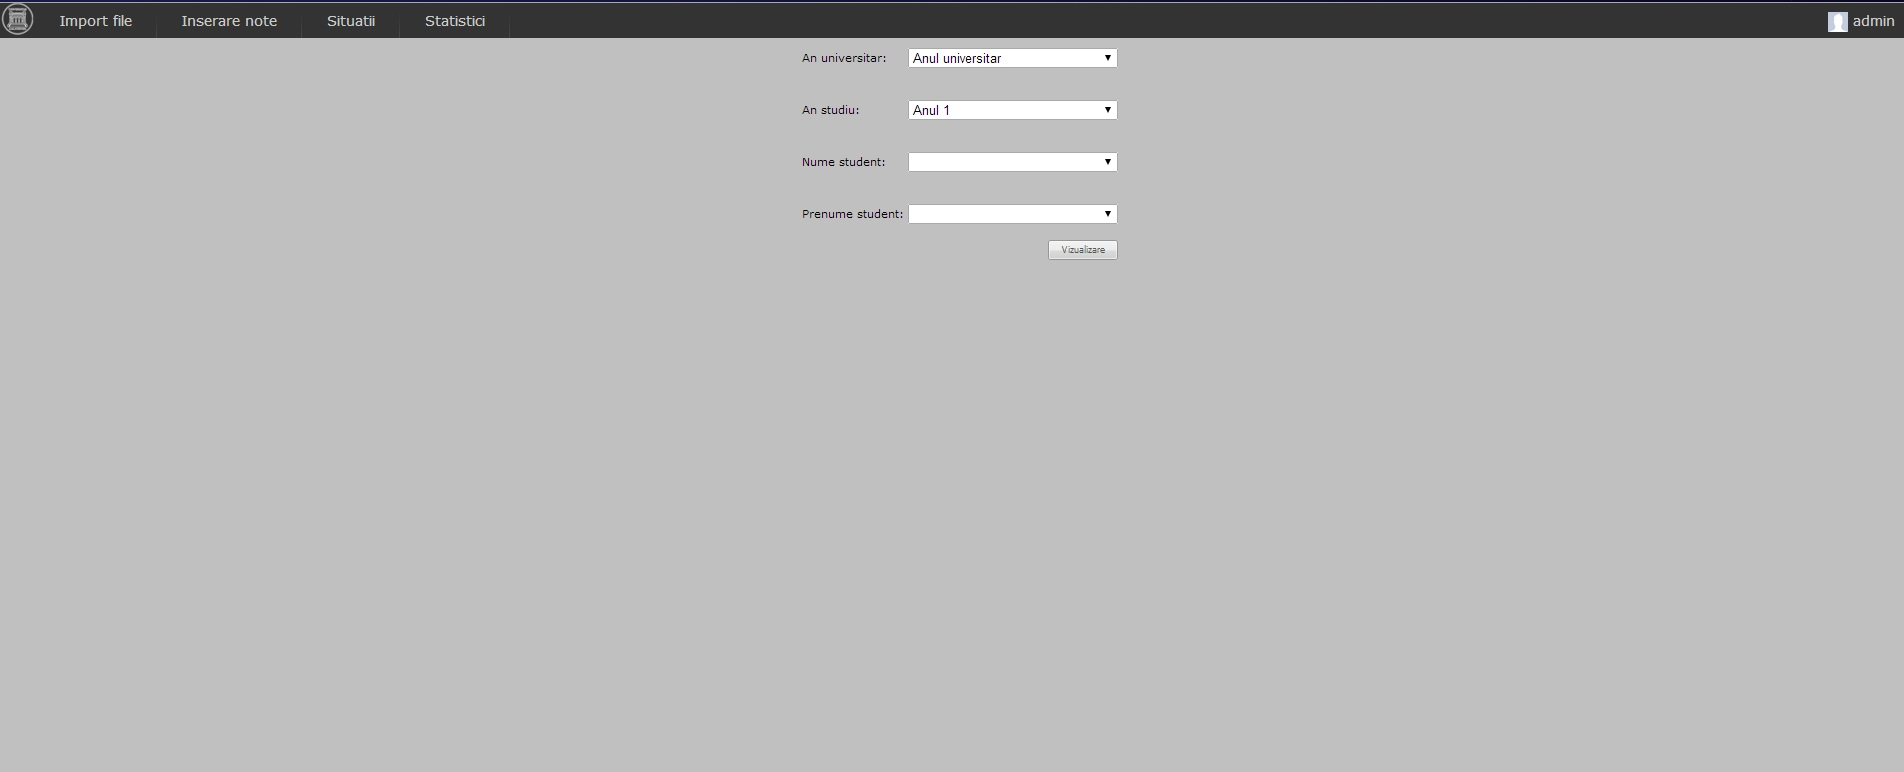 Import file Inserare note Situatii Statistici admin
An universitar: Anul universitar
An studiu: Anul 1
Nume student:
Prenume student:
Vizualizare